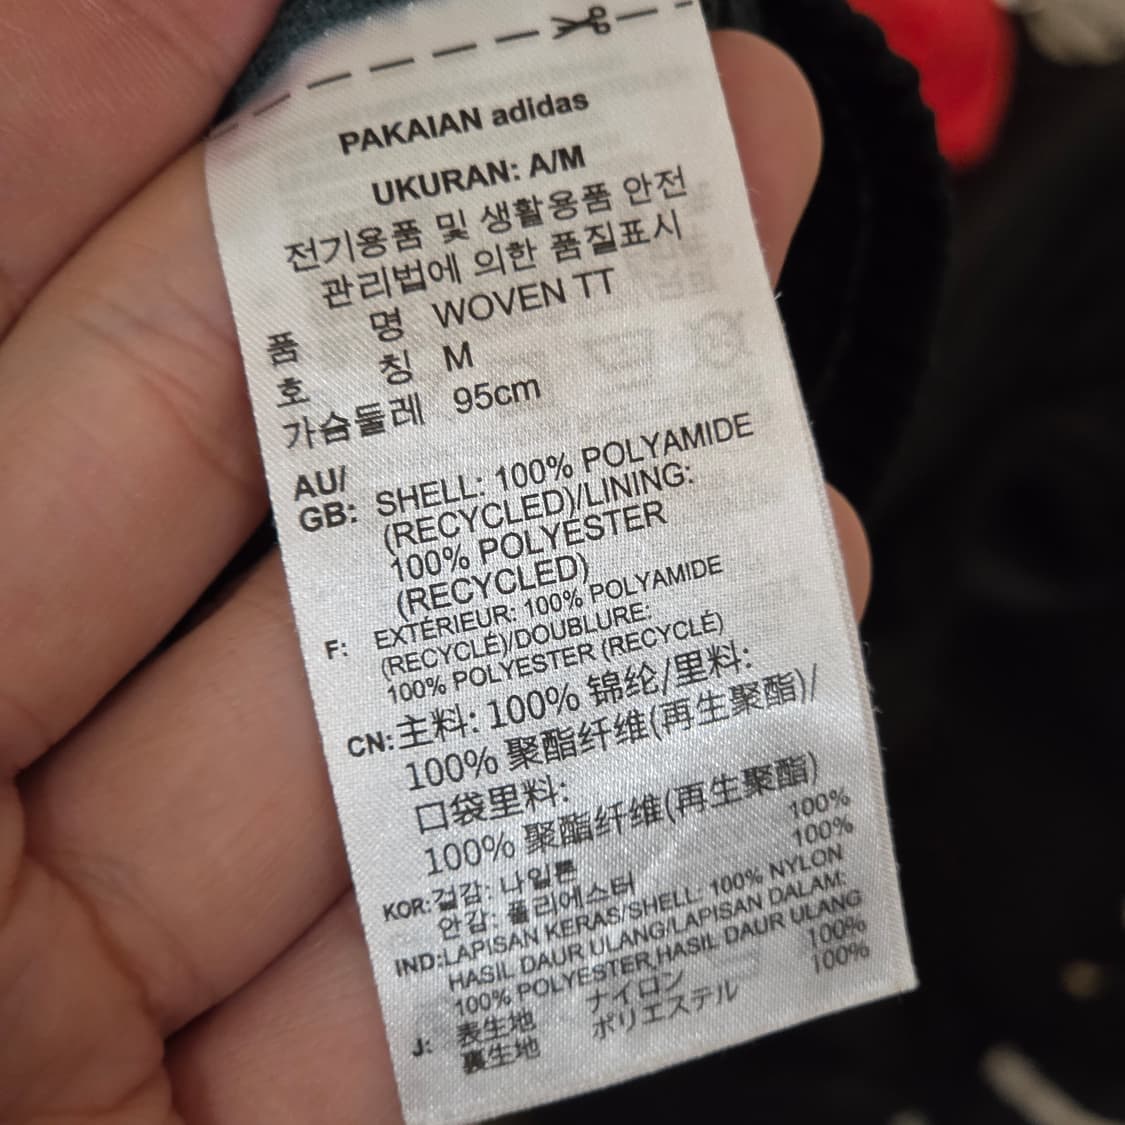 PAKAIAN adidas
UKURAN: A/M
전기용품 및 생활용품 안전
관리법에 의한 품질표시
품 명 WOVEN TT
호 칭 M
가슴둘레 95cm
AU/
GB: SHELL: 100% POLYAMIDE
(RECYCLED)/LINING:
100% POLYESTER
(RECYCLED)
F: EXTÉRIEUR: 100% POLYAMIDE
(RECYCLÉ)/DOUBLURE:
100% POLYESTER (RECYCLÉ)
CN: 主料: 100% 锦纶/里料:
100% 聚酯纤维(再生聚酯)/
口袋里料:
100% 聚酯纤维(再生聚酯)
KOR: 겉감: 나일론 100%
안감: 폴리에스터 100%
IND: LAPISAN KERAS/SHELL: 100% NYLON
HASIL DAUR ULANG/LAPISAN DALAM:
100% POLYESTER HASIL DAUR ULANG
J: 表生地 ナイロン 100%
裏生地 ポリエステル 100%